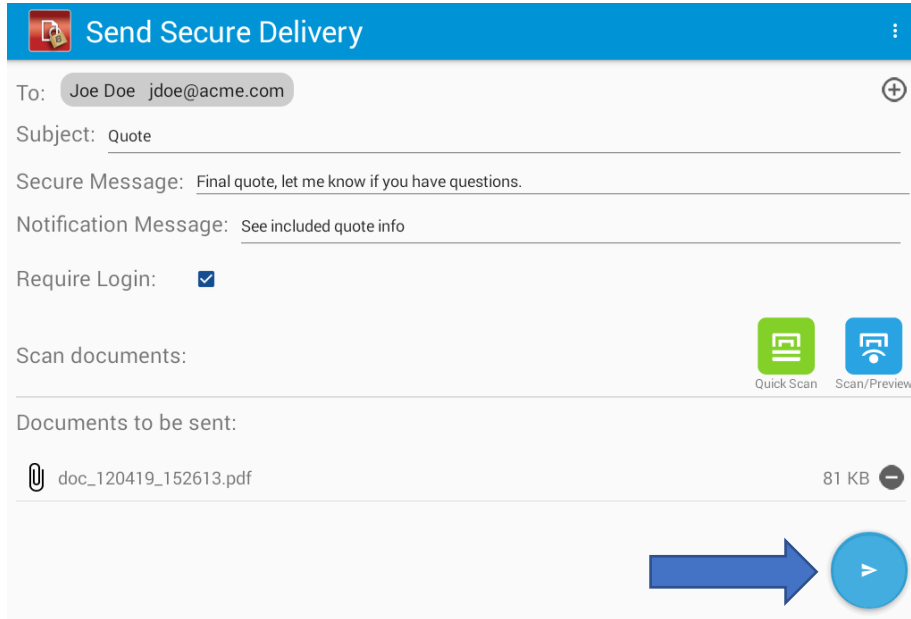 Send Secure Delivery
To: Joe Doe jdoe@acme.com
Subject: Quote
Secure Message: Final quote, let me know if you have questions.
Notification Message: See included quote info
Require Login:
Scan documents:
Quick Scan Scan/Preview
Documents to be sent:
doc_120419_152613.pdf 81 KB